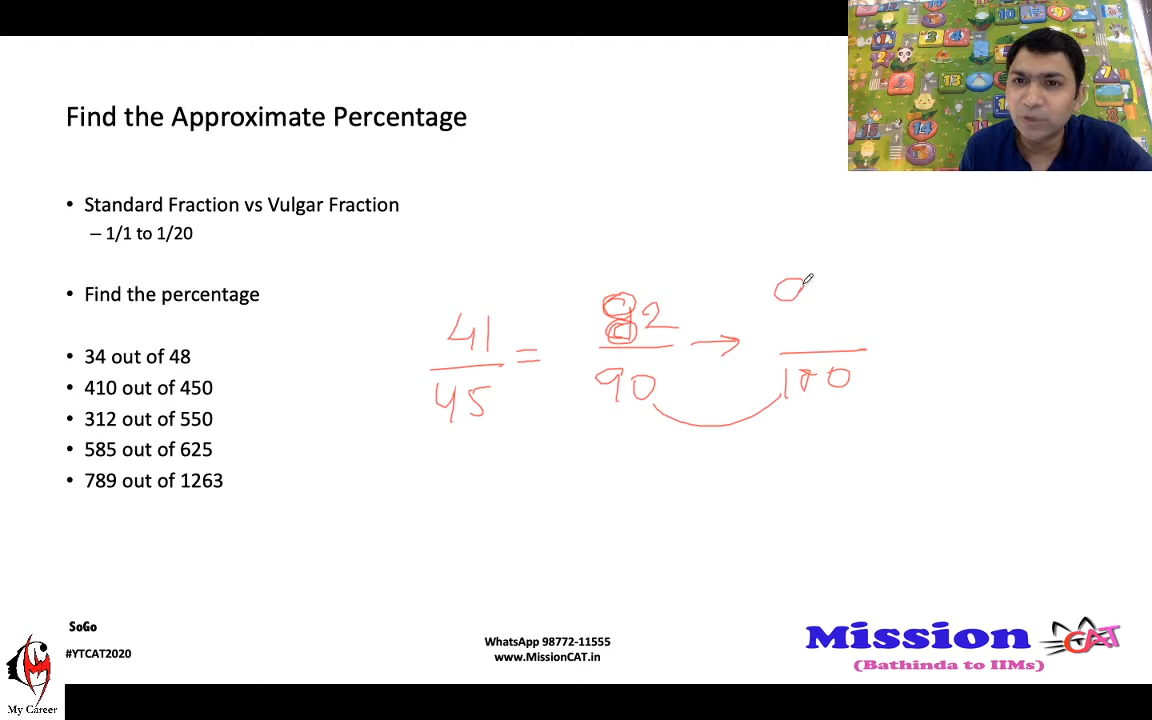 Find the Approximate Percentage
• Standard Fraction vs Vulgar Fraction
– 1/1 to 1/20
• Find the percentage
• 34 out of 48
• 410 out of 450
• 312 out of 550
• 585 out of 625
• 789 out of 1263
41
45
=
82
90
→
100
SoGo
#YTCAT2020
My Career
WhatsApp 98772-11555
www.MissionCAT.in
Mission CAT
(Bathinda to IIMs)